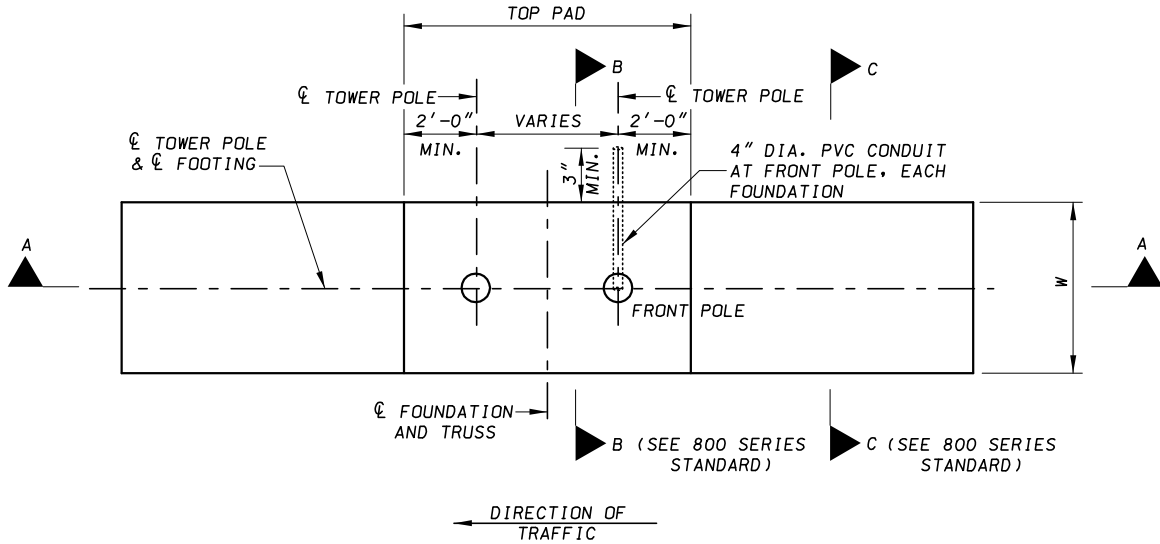 TOP PAD
B
C
℄ TOWER POLE
℄ TOWER POLE
2'-0"
MIN.
VARIES
2'-0"
MIN.
℄ TOWER POLE
& ℄ FOOTING
3"
MIN.
4" DIA. PVC CONDUIT
AT FRONT POLE, EACH
FOUNDATION
A
A
W
FRONT POLE
℄ FOUNDATION
AND TRUSS
B (SEE 800 SERIES
STANDARD)
C (SEE 800 SERIES
STANDARD)
DIRECTION OF
TRAFFIC